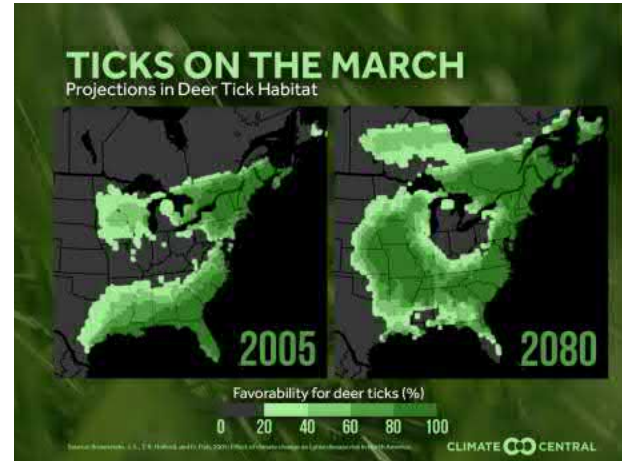 TICKS ON THE MARCH
Projections in Deer Tick Habitat
2005
2080
Favorability for deer ticks (%)
0 20 40 60 80 100
CLIMATE CENTRAL